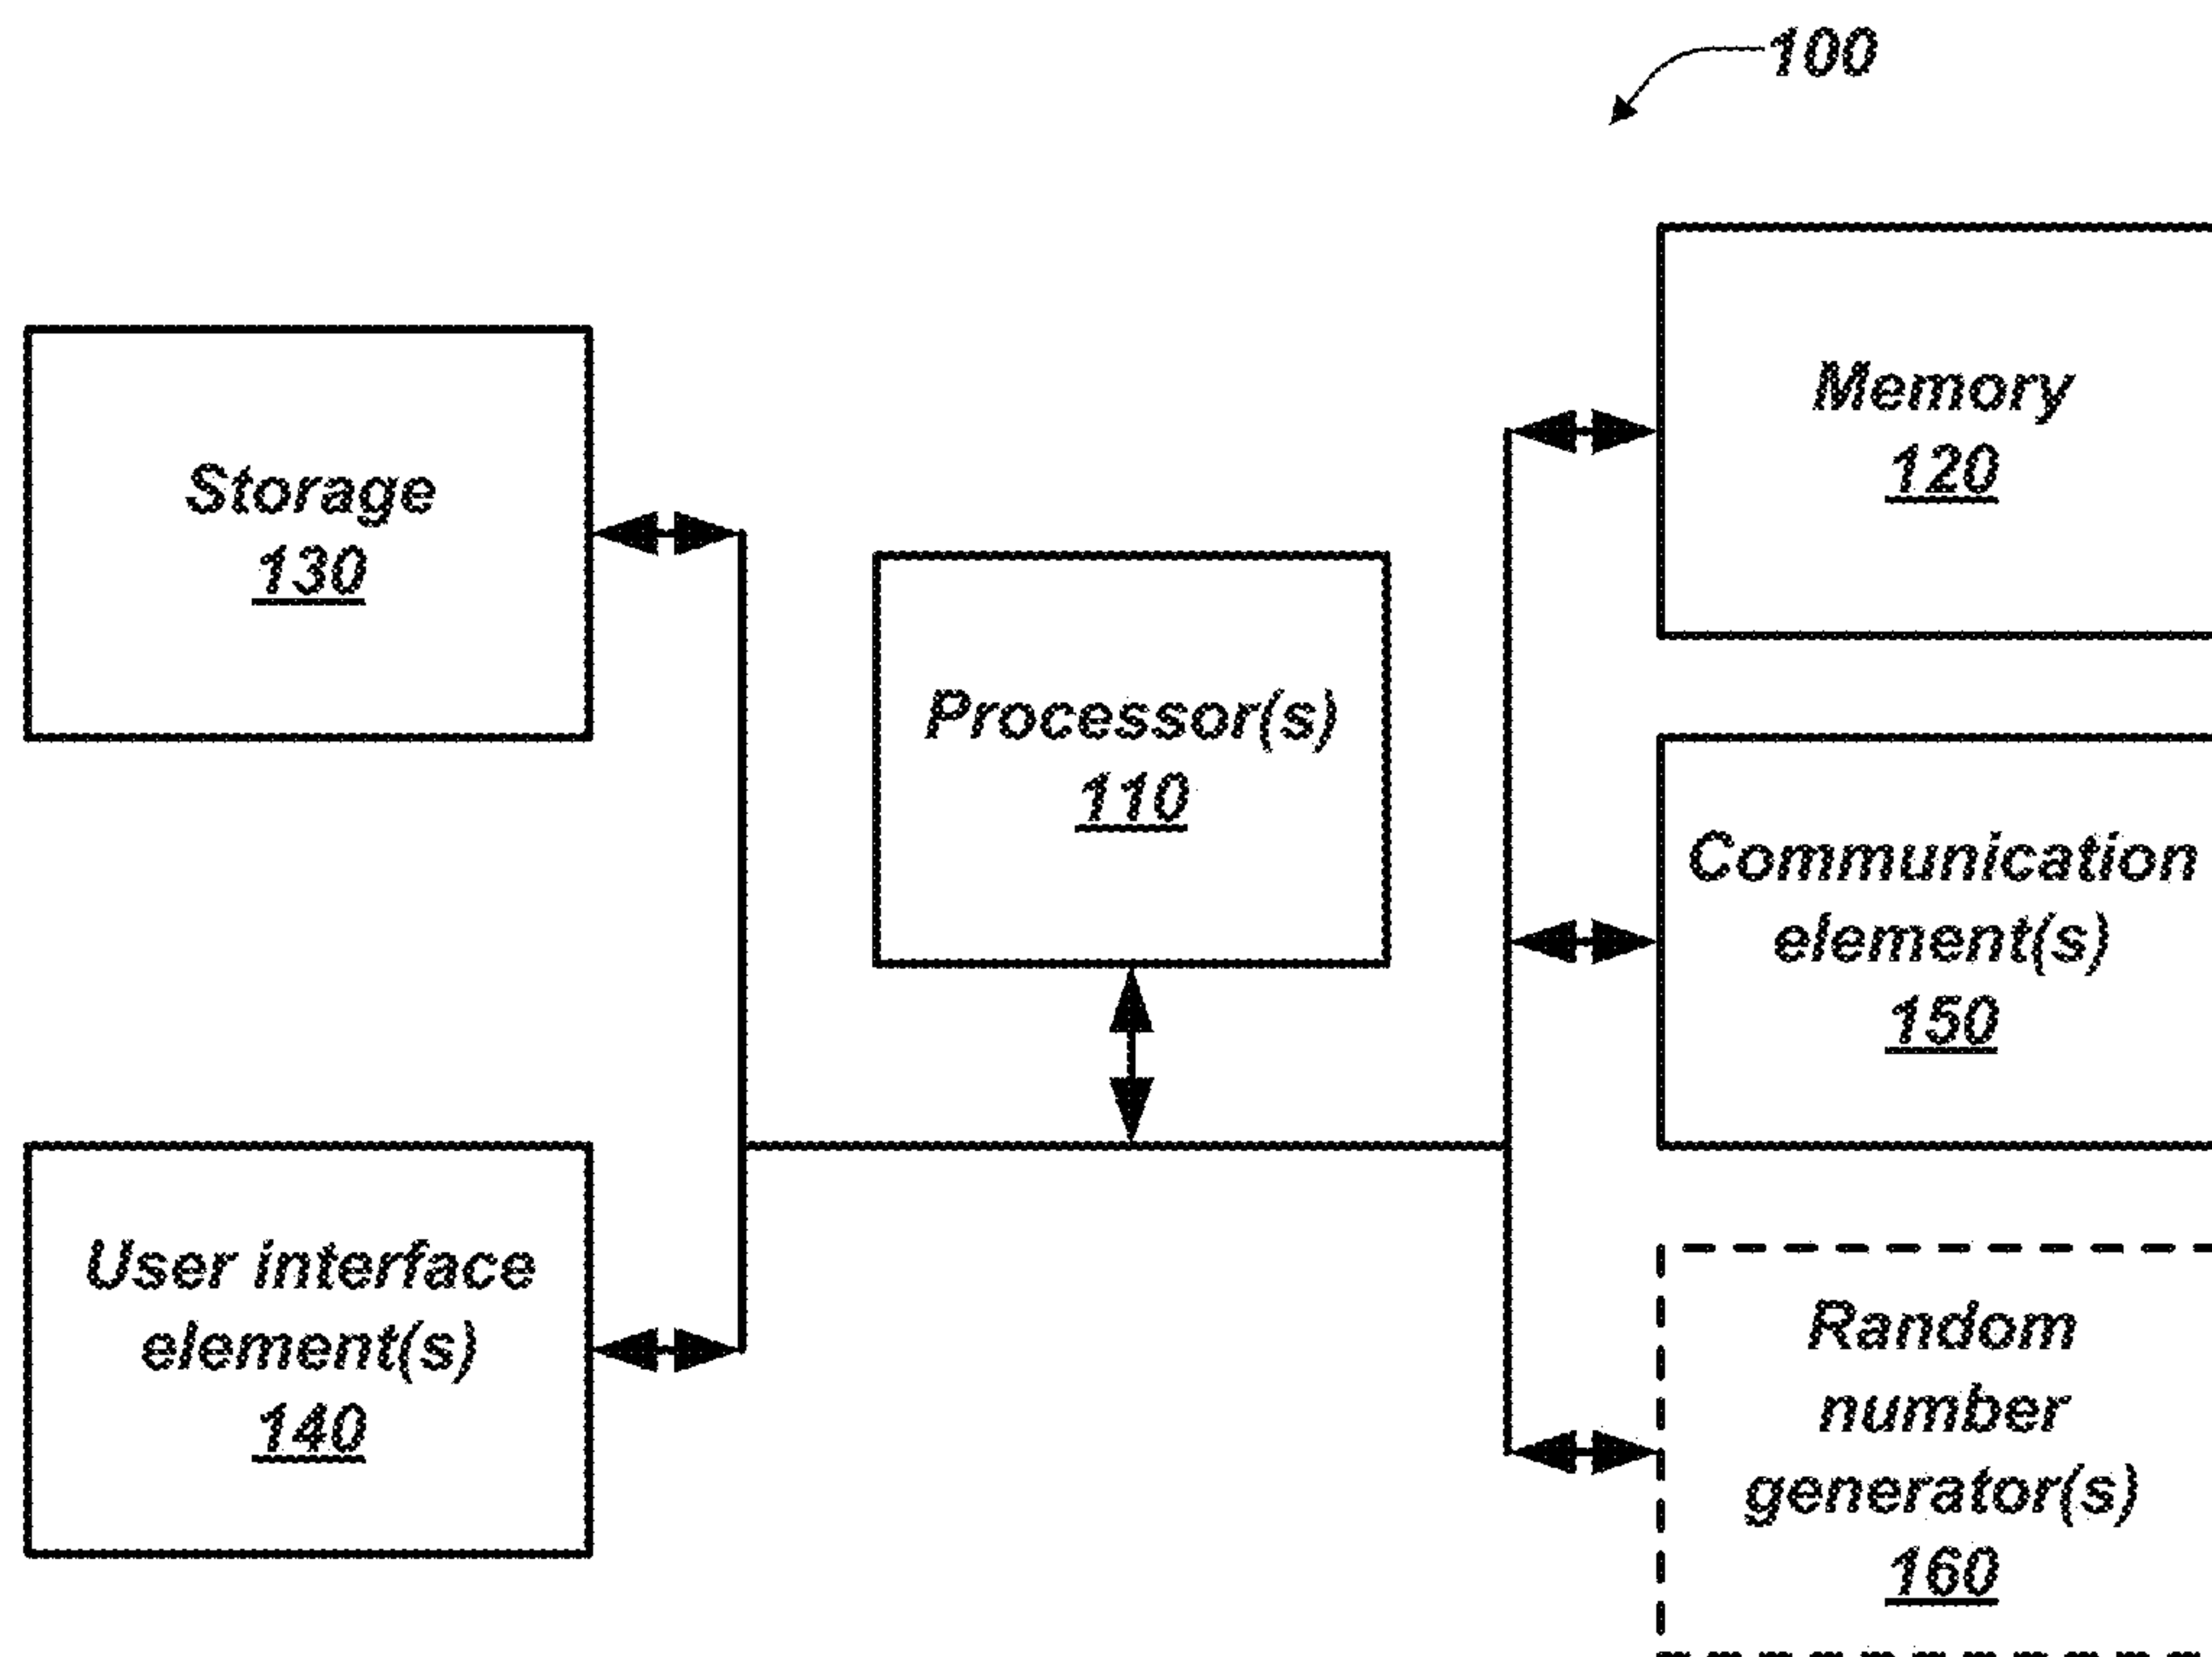 100
Storage
130
Processor(s)
110
Memory
120
Communication
element(s)
150
User interface
element(s)
140
Random
number
generator(s)
160